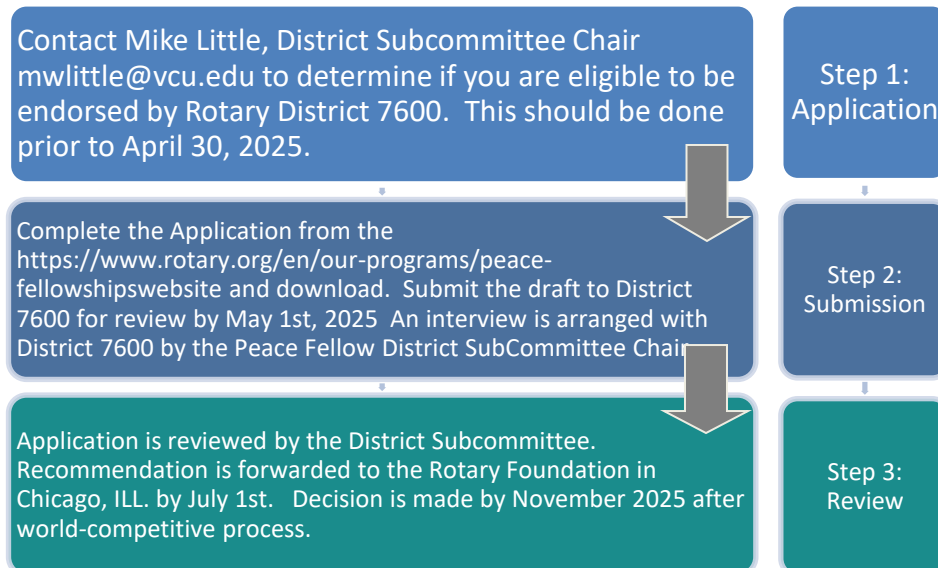 Contact Mike Little, District Subcommittee Chair
mwlittle@vcu.edu to determine if you are eligible to be
endorsed by Rotary District 7600.  This should be done
prior to April 30, 2025.
Step 1:
Application
Complete the Application from the
https://www.rotary.org/en/our-programs/peace-
fellowshipswebsite and download.  Submit the draft to District
7600 for review by May 1st, 2025  An interview is arranged with
District 7600 by the Peace Fellow District SubCommittee Chair
Step 2:
Submission
Application is reviewed by the District Subcommittee.
Recommendation is forwarded to the Rotary Foundation in
Chicago, ILL. by July 1st.   Decision is made by November 2025 after
world-competitive process.
Step 3:
Review